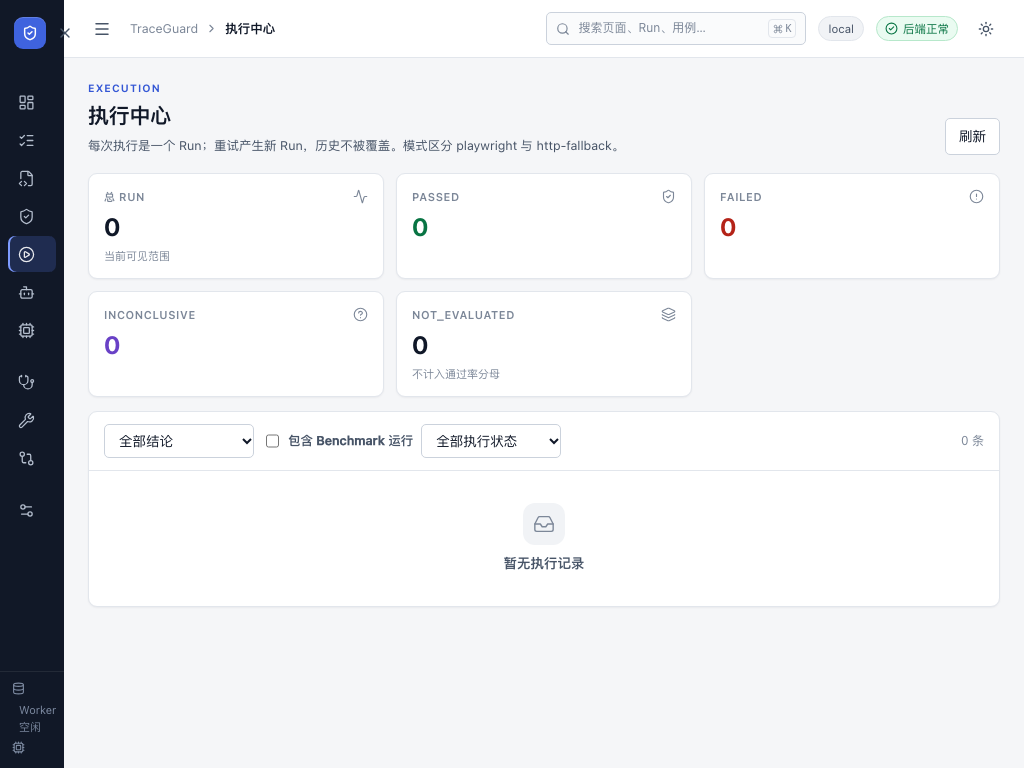 TraceGuard > 执行中心
搜索页面、Run、用例...
⌘ K
local
后端正常
EXECUTION
执行中心
每次执行是一个 Run；重试产生新 Run，历史不被覆盖。模式区分 playwright 与 http-fallback。
刷新
RUN
0
当前可见范围
PASSED
0
FAILED
0
INCONCLUSIVE
0
NOT_EVALUATED
0
不计入通过率分母
全部结论
包含 Benchmark 运行
全部执行状态
0 条
暂无执行记录
Worker
空闲